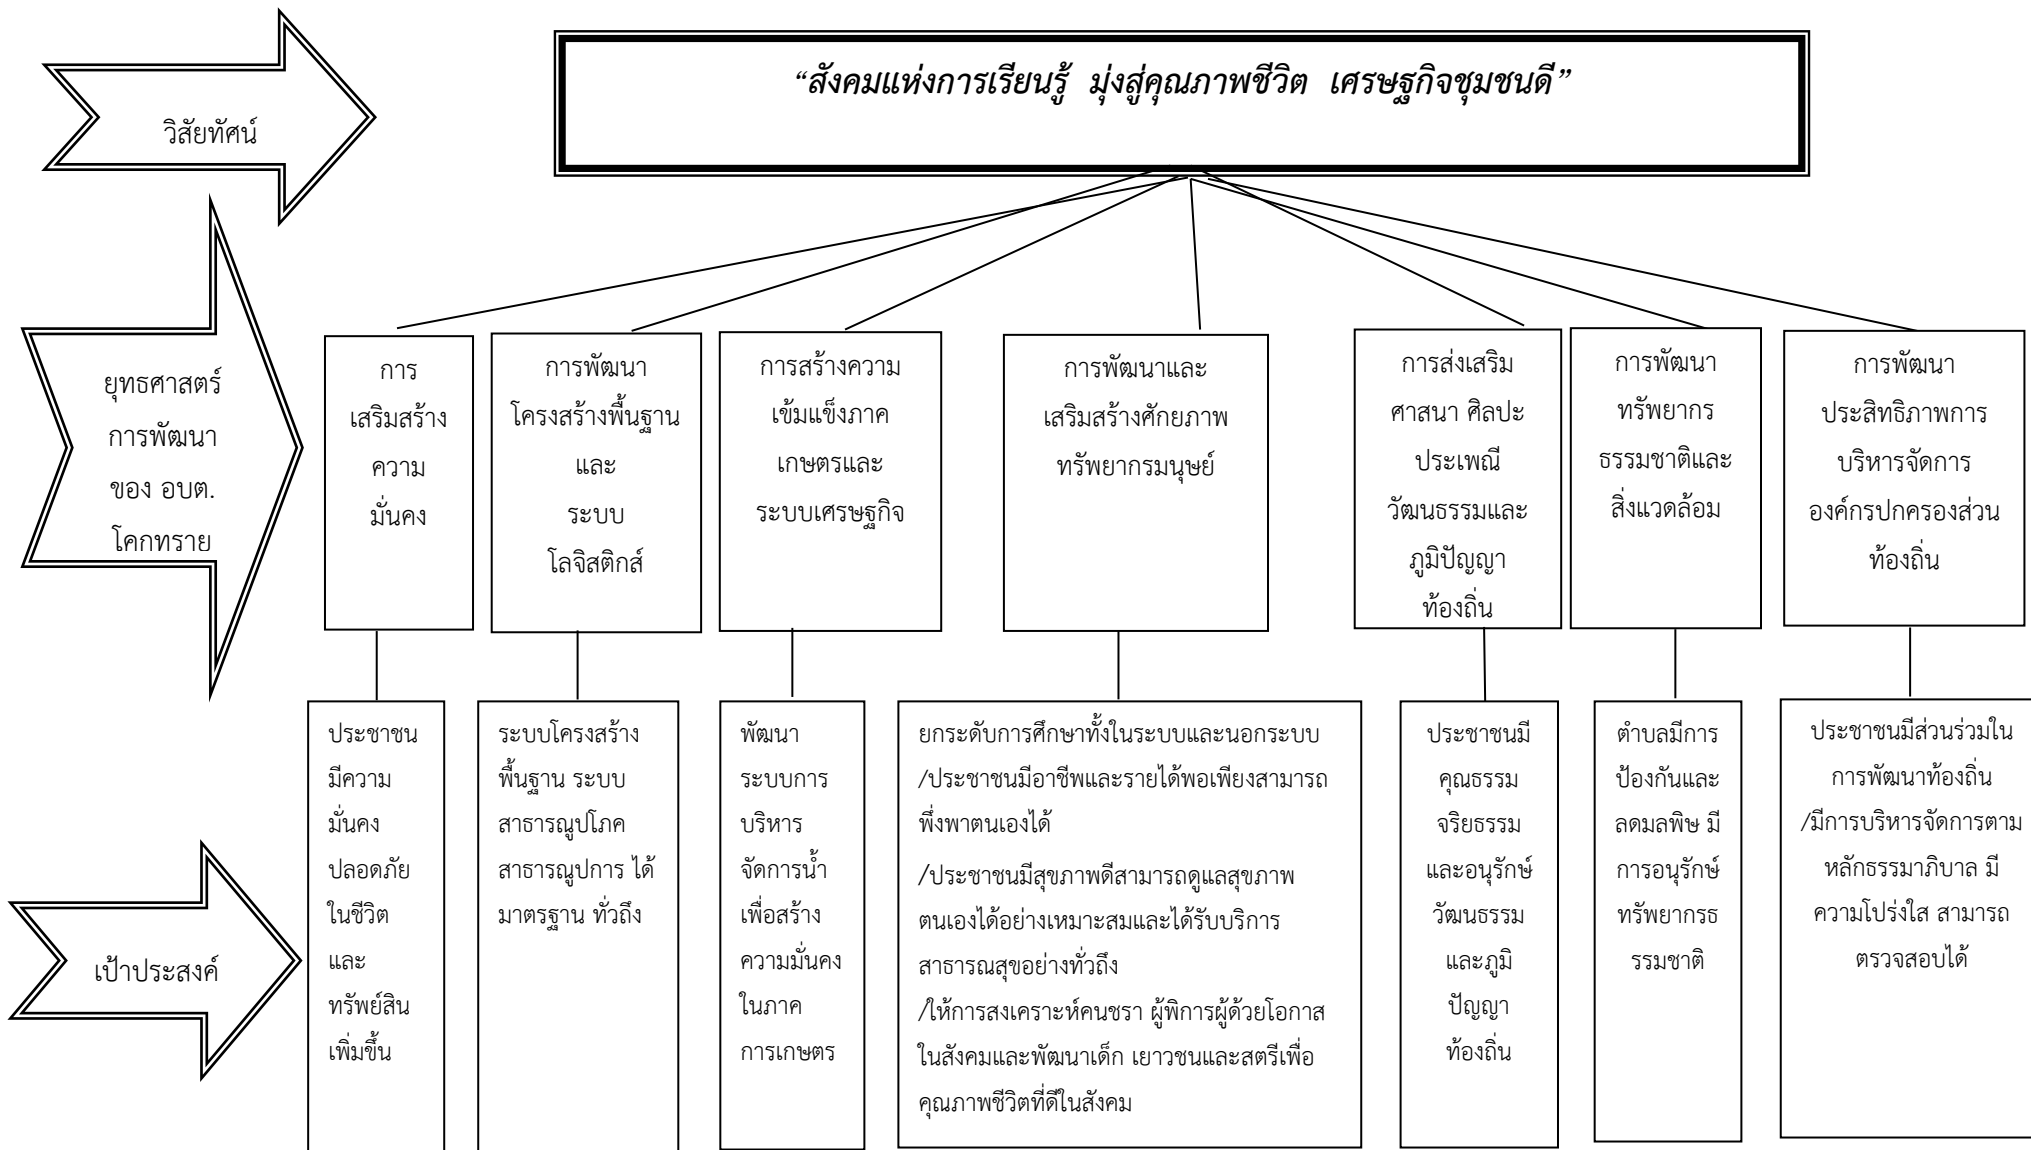 วิสัยทัศน์
“สังคมแห่งการเรียนรู้ มุ่งสู่คุณภาพชีวิต เศรษฐกิจชุมชนดี”
ยุทธศาสตร์
การพัฒนา
ของ อบต.
โคกทราย
การ
เสริมสร้าง
ความ
มั่นคง
การพัฒนา
โครงสร้างพื้นฐาน
และ
ระบบ
โลจิสติกส์
การสร้างความ
เข้มแข็งภาค
เกษตรและ
ระบบเศรษฐกิจ
การพัฒนาและ
เสริมสร้างศักยภาพ
ทรัพยากรมนุษย์
การส่งเสริม
ศาสนา ศิลปะ
ประเพณี
วัฒนธรรมและ
ภูมิปัญญา
ท้องถิ่น
การพัฒนา
ทรัพยากร
ธรรมชาติและ
สิ่งแวดล้อม
การพัฒนา
ประสิทธิภาพการ
บริหารจัดการ
องค์กรปกครองส่วน
ท้องถิ่น
เป้าประสงค์
ประชาชน
มีความ
มั่นคง
ปลอดภัย
ในชีวิต
และ
ทรัพย์สิน
เพิ่มขึ้น
ระบบโครงสร้าง
พื้นฐาน ระบบ
สาธารณูปโภค
สาธารณูปการ ได้
มาตรฐาน ทั่วถึง
พัฒนา
ระบบการ
บริหาร
จัดการน้ำ
เพื่อสร้าง
ความมั่นคง
ในภาค
การเกษตร
ยกระดับการศึกษาทั้งในระบบและนอกระบบ
/ประชาชนมีอาชีพและรายได้พอเพียงสามารถ
พึ่งพาตนเองได้
/ประชาชนมีสุขภาพดีสามารถดูแลสุขภาพ
ตนเองได้อย่างเหมาะสมและได้รับบริการ
สาธารณสุขอย่างทั่วถึง
/ให้การสงเคราะห์คนชรา ผู้พิการผู้ด้วยโอกาส
ในสังคมและพัฒนาเด็ก เยาวชนและสตรีเพื่อ
คุณภาพชีวิตที่ดีในสังคม
ประชาชนมี
คุณธรรม
จริยธรรม
และอนุรักษ์
วัฒนธรรม
และภูมิ
ปัญญา
ท้องถิ่น
ตำบลมีการ
ป้องกันและ
ลดมลพิษ มี
การอนุรักษ์
ทรัพยากรธ
รรมชาติ
ประชาชนมีส่วนร่วมใน
การพัฒนาท้องถิ่น
/มีการบริหารจัดการตาม
หลักธรรมาภิบาล มี
ความโปร่งใส สามารถ
ตรวจสอบได้